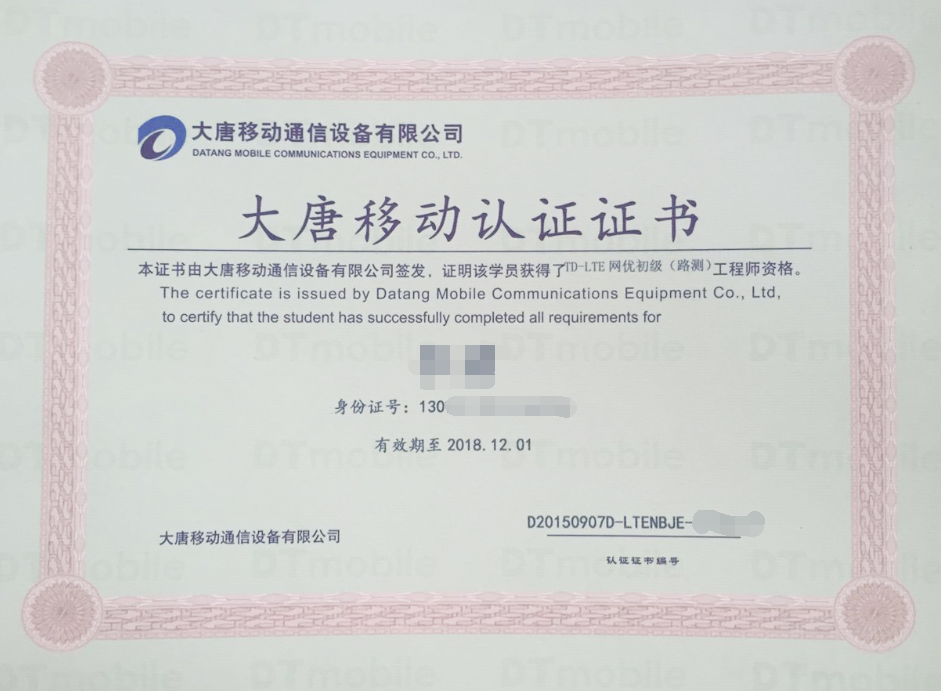 大唐移动通信设备有限公司
DATANG MOBILE COMMUNICATIONS EQUIPMENT CO., LTD.
大唐移动认证证书
本证书由大唐移动通信设备有限公司签发，证明该学员获得了TD-LTE 网优初级（路测）工程师资格。
The certificate is issued by Datang Mobile Communications Equipment Co., Ltd,
to certify that the student has successfully completed all requirements for
身份证号：130
有效期至 2018.12.01
D20150907D-LTENBJE-
大唐移动通信设备有限公司
认证证书编号
DTmobile